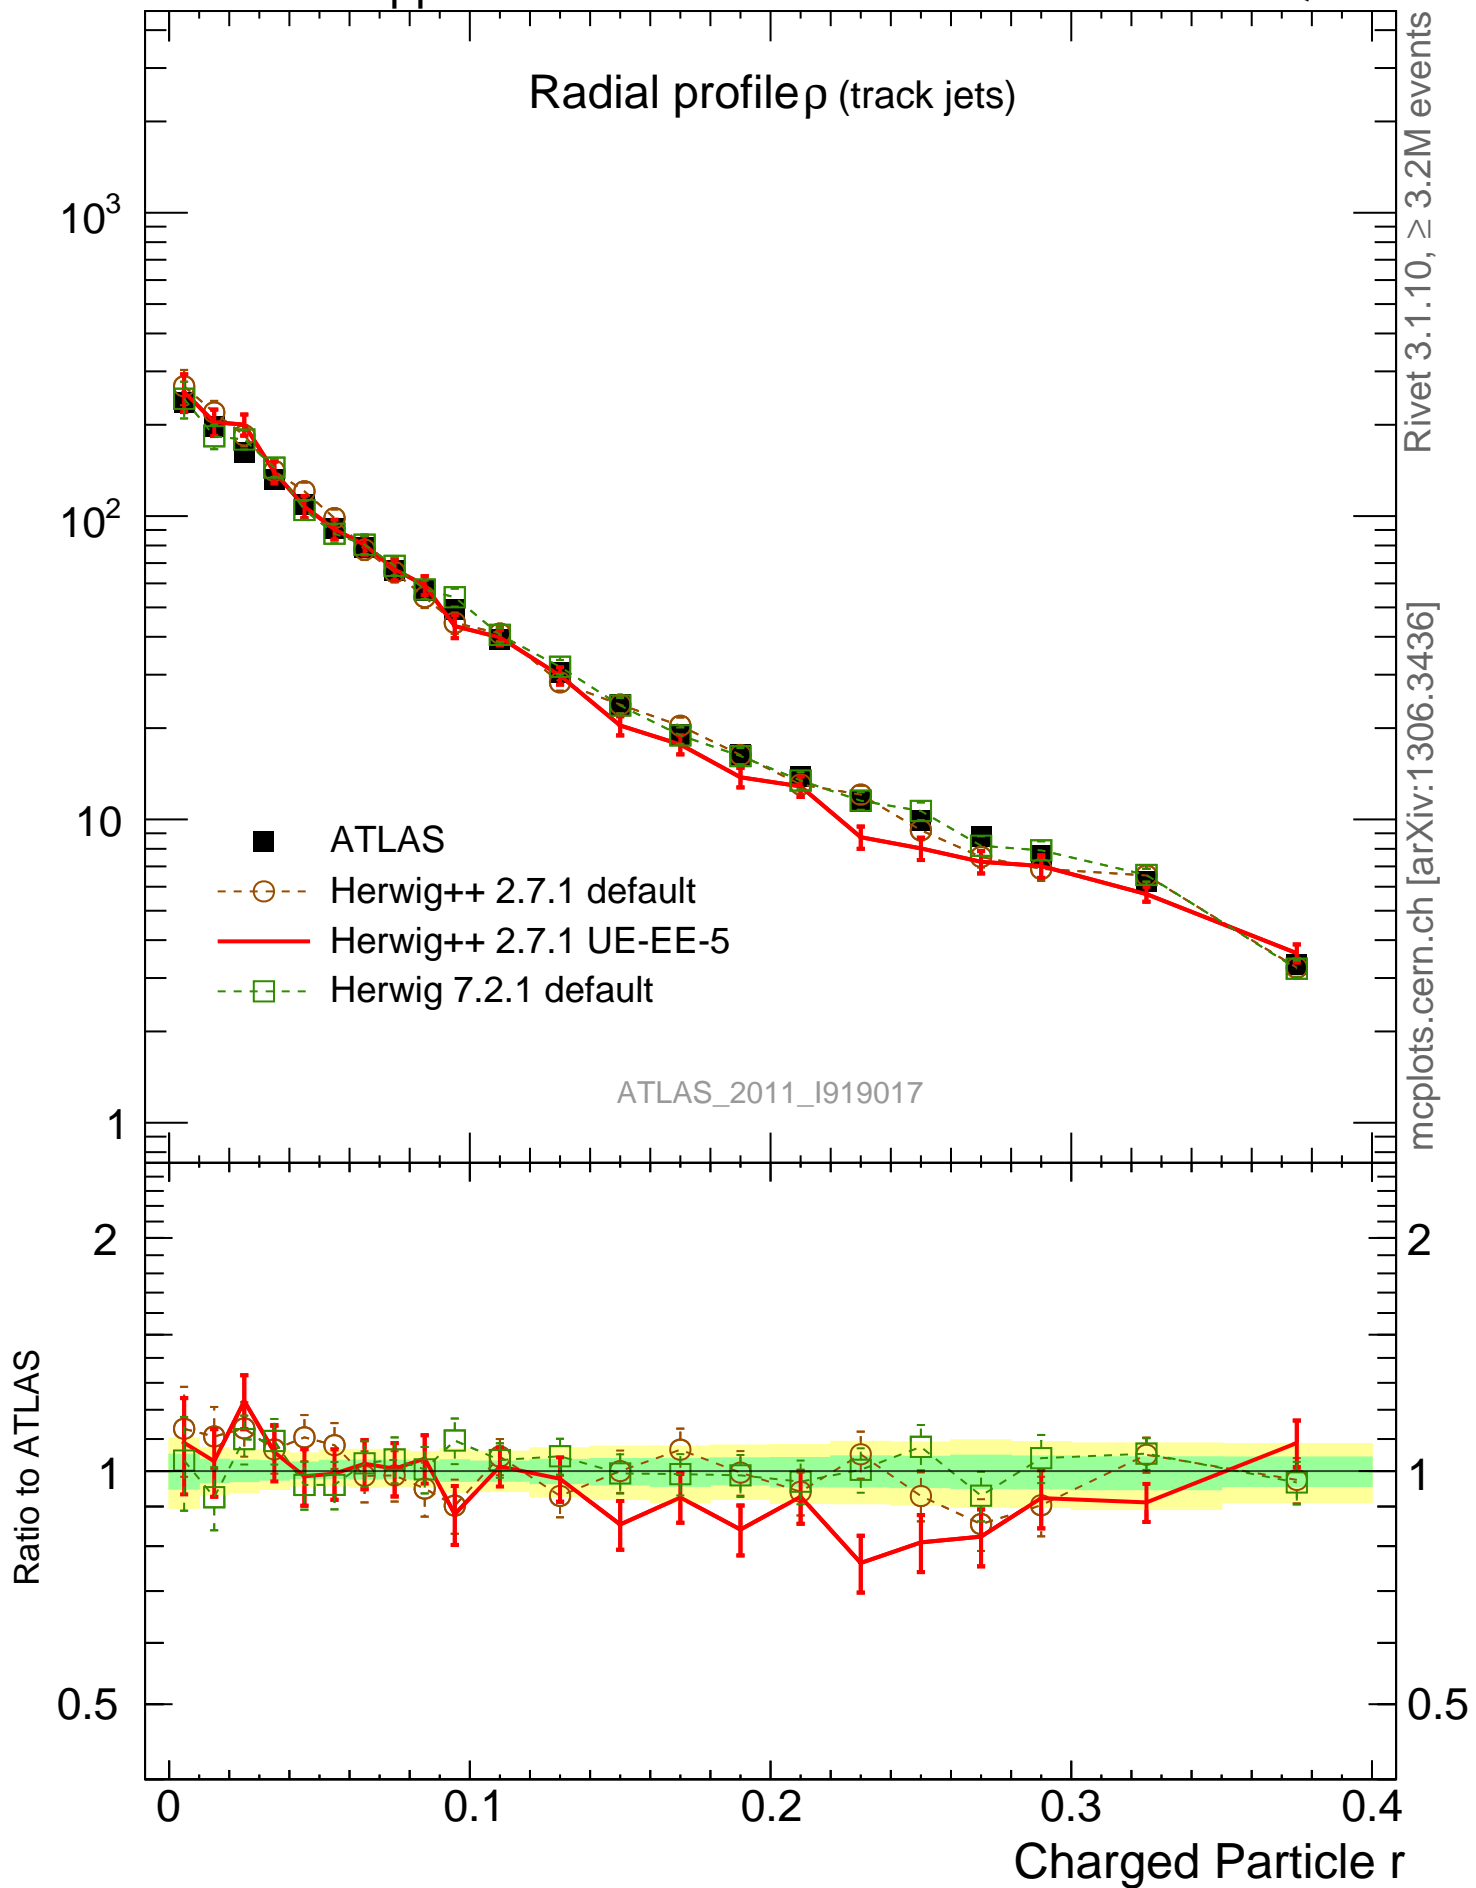 Radial profile ρ (track jets)
Rivet 3.1.10, ≥ 3.2M events
mcplots.cern.ch [arXiv:1306.3436]
10³
10²
10
1
ATLAS
Herwig++ 2.7.1 default
Herwig++ 2.7.1 UE-EE-5
Herwig 7.2.1 default
ATLAS_2011_I919017
Ratio to ATLAS
2
1
0.5
2
1
0.5
0 0.1 0.2 0.3 0.4
Charged Particle r